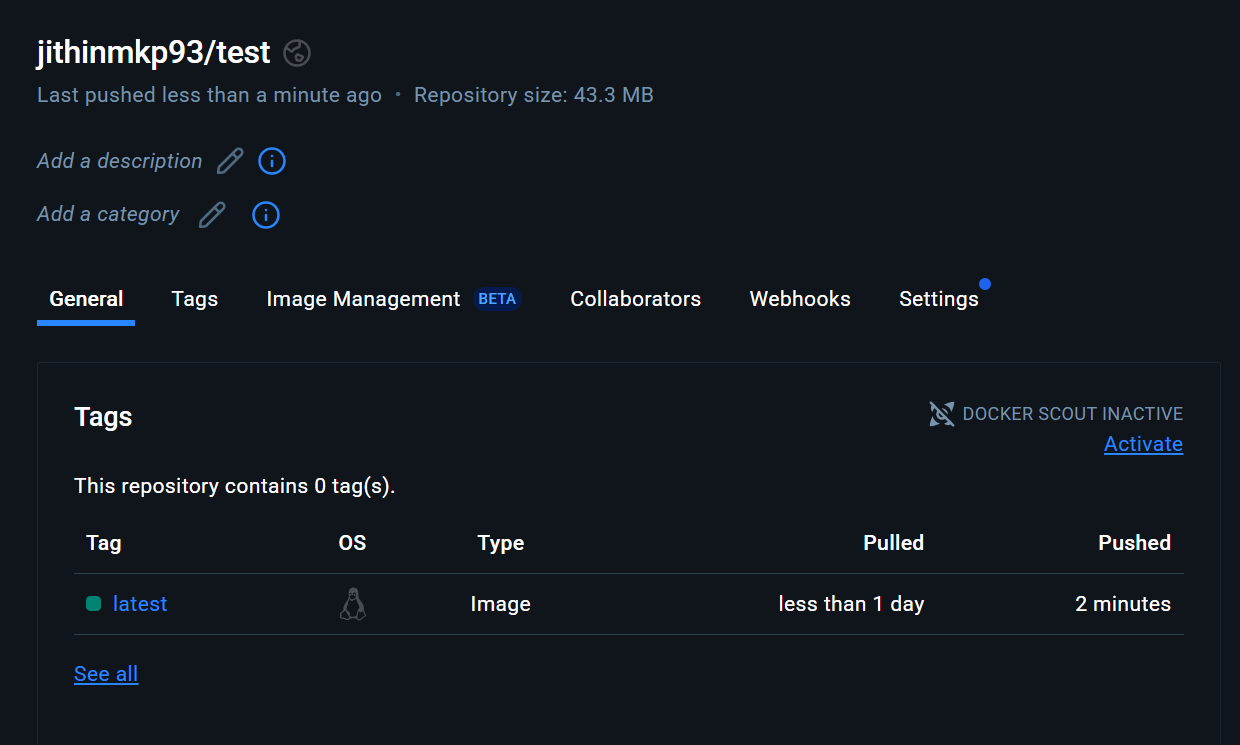 jithinmkp93/test
Last pushed less than a minute ago • Repository size: 43.3 MB
Add a description
Add a category
General Tags Image Management BETA Collaborators Webhooks Settings
Tags
DOCKER SCOUT INACTIVE
Activate
This repository contains 0 tag(s).
Tag OS Type Pulled Pushed
latest Image less than 1 day 2 minutes
See all